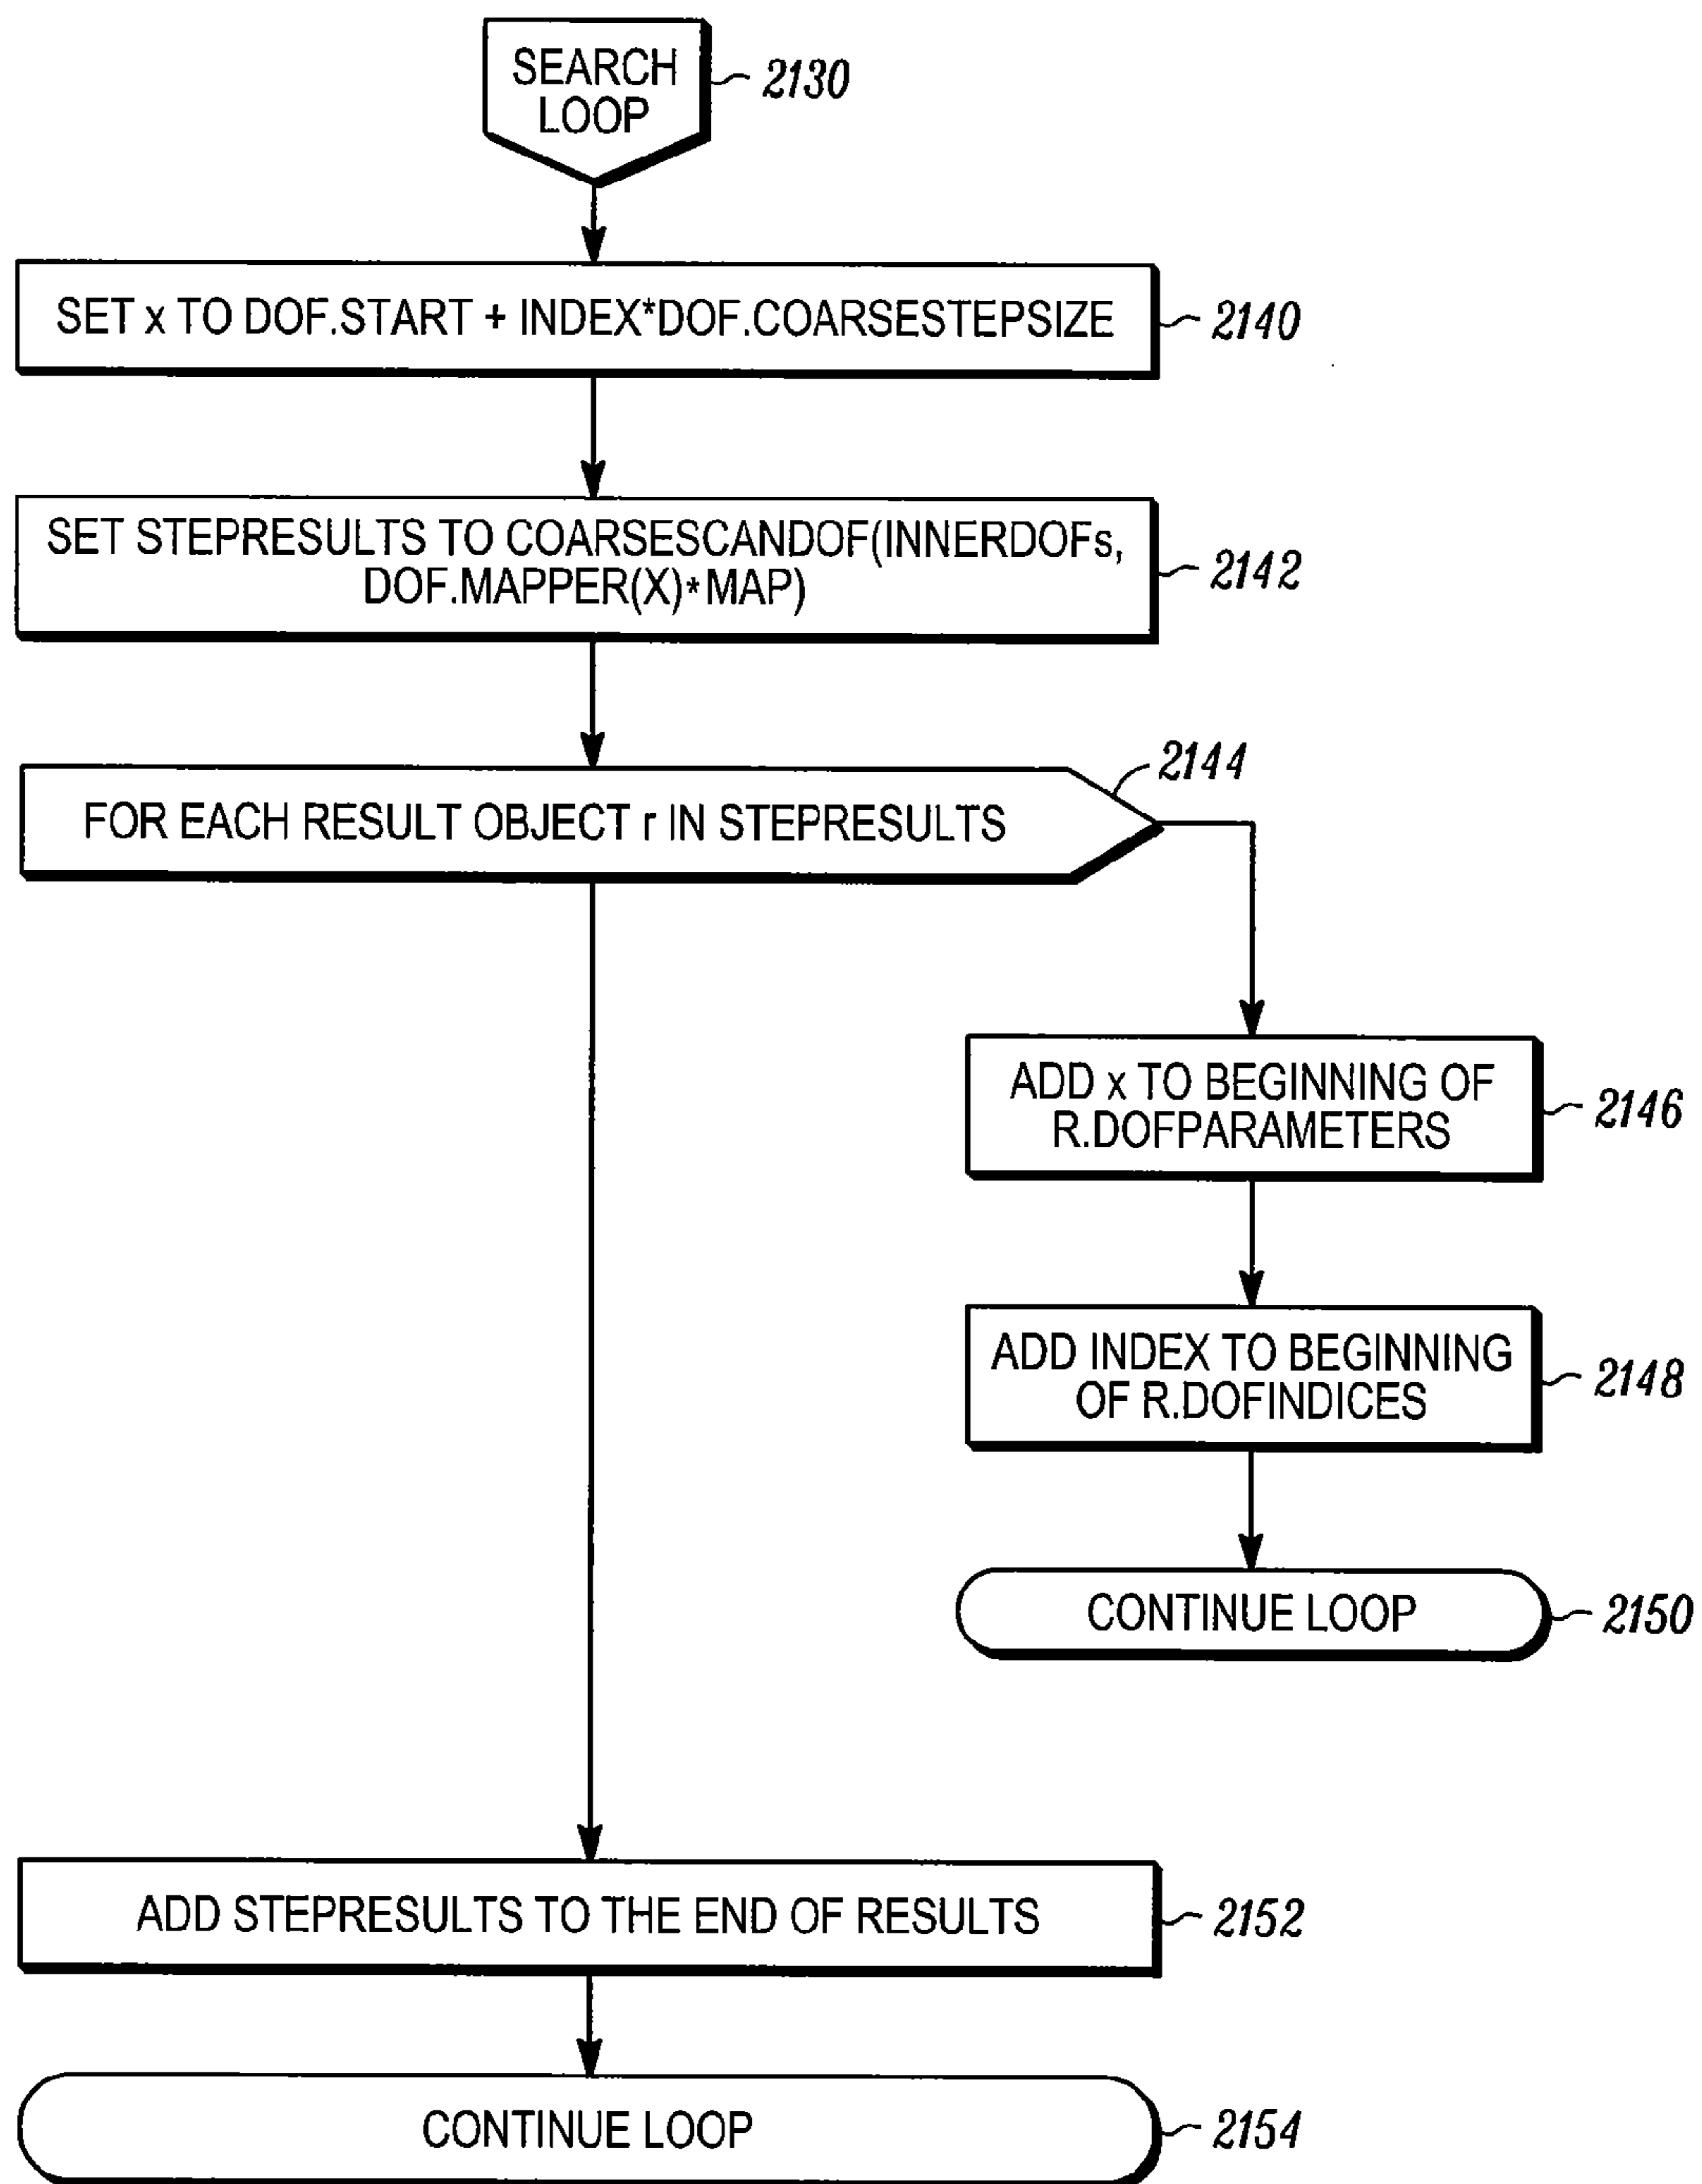 SEARCH
LOOP
2130
SET x TO DOF.START + INDEX*DOF.COARSESTEPSIZE
2140
SET STEPRESULTS TO COARSESCANDOF(INNERDOFs,
DOF.MAPPER(X)*MAP)
2142
2144
FOR EACH RESULT OBJECT r IN STEPRESULTS
ADD x TO BEGINNING OF
R.DOFPARAMETERS
2146
ADD INDEX TO BEGINNING
OF R.DOFINDICES
2148
CONTINUE LOOP
2150
ADD STEPRESULTS TO THE END OF RESULTS
2152
CONTINUE LOOP
2154